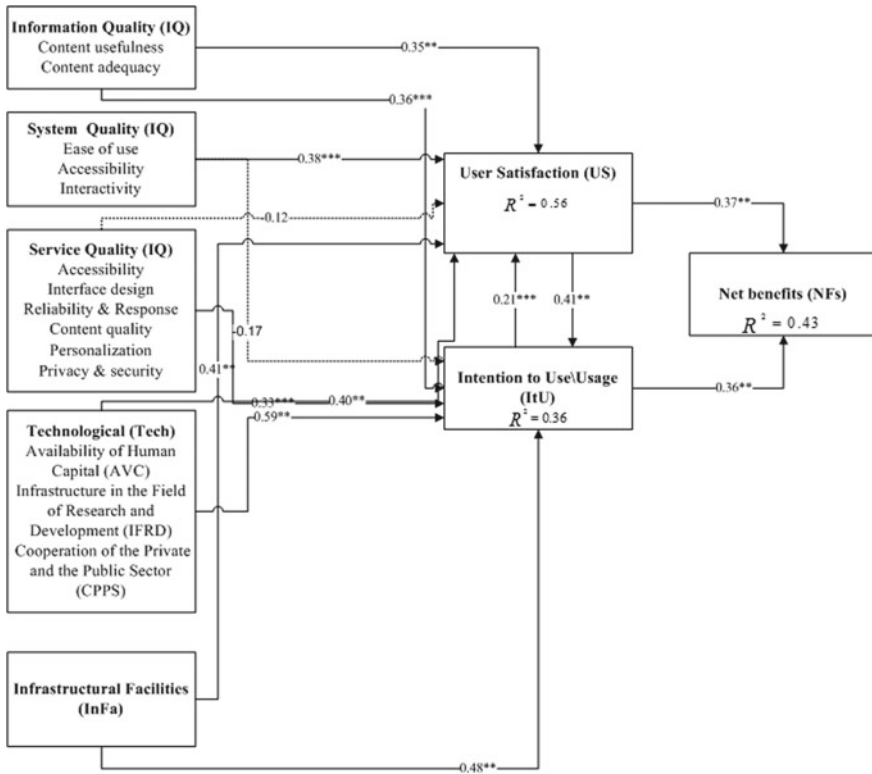 Information Quality (IQ)
Content usefulness
Content adequacy
0.35**
0.36***
System Quality (IQ)
Ease of use
Accessibility
Interactivity
0.38***
0.12
Service Quality (IQ)
Accessibility
Interface design
Reliability & Response
Content quality
Personalization
Privacy & security
-0.17
0.41**
User Satisfaction (US)
R² = 0.56
0.37**
0.21***
0.41**
Net benefits (NFs)
R² = 0.43
Intention to Use\Usage
(ItU)
R² = 0.36
0.36**
0.33***
0.40**
0.59**
Technological (Tech)
Availability of Human
Capital (AVC)
Infrastructure in the Field
of Research and
Development (IFRD)
Cooperation of the Private
and the Public Sector
(CPPS)
Infrastructural Facilities
(InFa)
0.48**